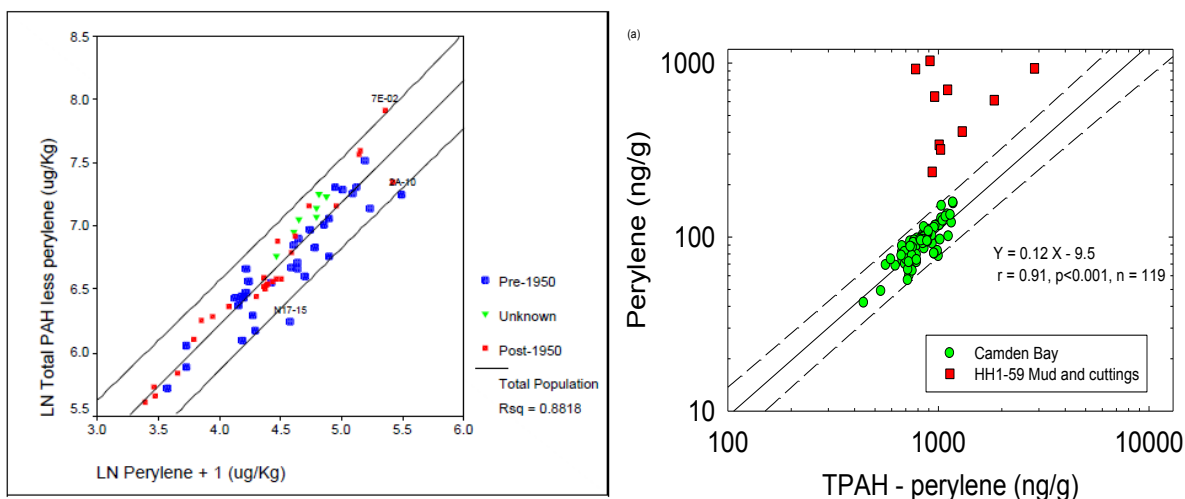 8.5
8.0
7.5
7.0
6.5
6.0
5.5
LN Total PAH less perylene (ug/Kg)
7E-02
2A-10
N17-15
3.0
3.5
4.0
4.5
5.0
5.5
6.0
LN Perylene + 1 (ug/Kg)
Pre-1950
Unknown
Post-1950
Total Population
Rsq = 0.8818
(a)
1000
100
10
Perylene (ng/g)
Y = 0.12 X - 9.5
r = 0.91, p<0.001, n = 119
Camden Bay
HH1-59 Mud and cuttings
100
1000
10000
TPAH - perylene (ng/g)